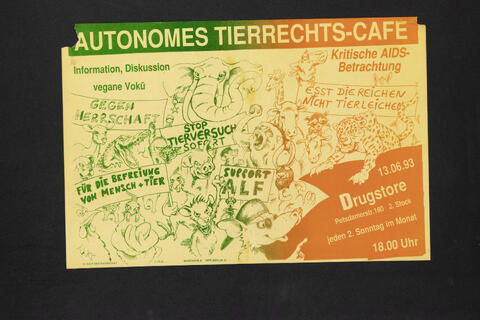 AUTONOMES TIERRECHTS-CAFE
Information, Diskussion
vegane Vokü
Kritische AIDS-
Betrachtung
GEGEN
HERRSCHAFT
ESST DIE REICHEN
NICHT TIERLEICHEN
STOP
TIERVERSUCH
SOFORT
FÜR DIE BEFREIUNG
VON MENSCH + TIER
SUPPORT
ALF
13.06.93
Drugstore
Potsdamerstr.180 2. Stock
jeden 2. Sonntag im Monat
18.00 Uhr